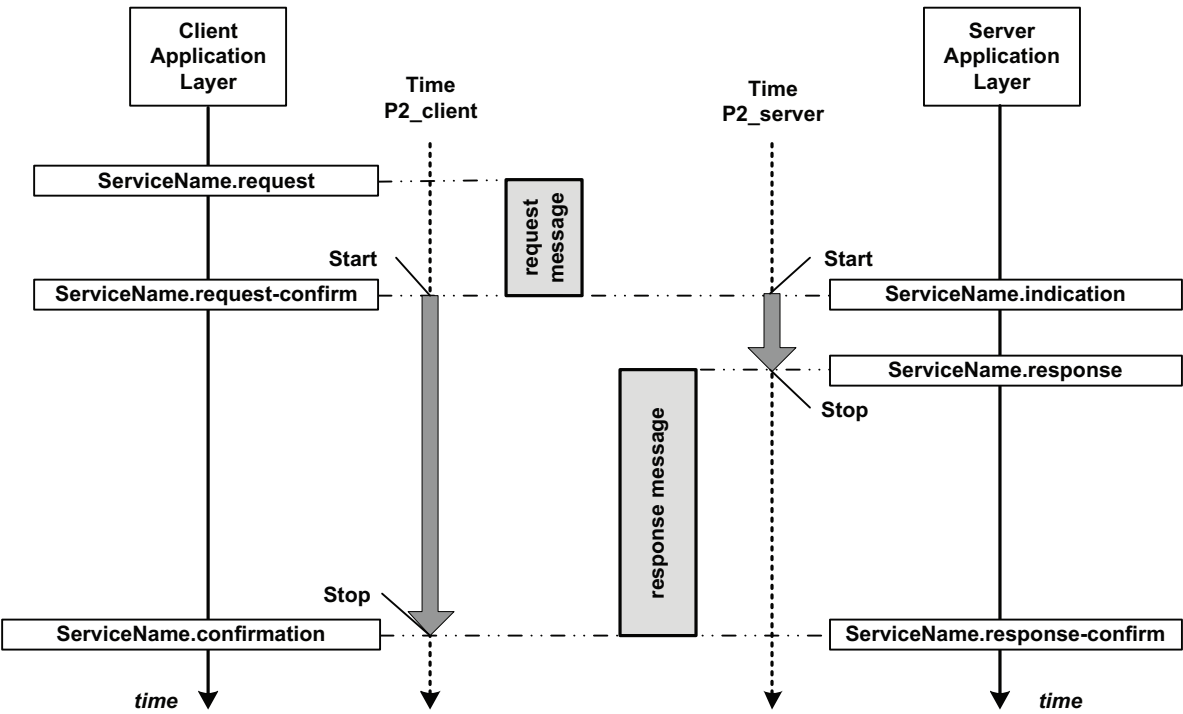 Client
Application
Layer
Server
Application
Layer
Time
P2_client
Time
P2_server
ServiceName.request
request
message
Start
Start
ServiceName.request-confirm
ServiceName.indication
ServiceName.response
Stop
response message
Stop
ServiceName.confirmation
ServiceName.response-confirm
time
time